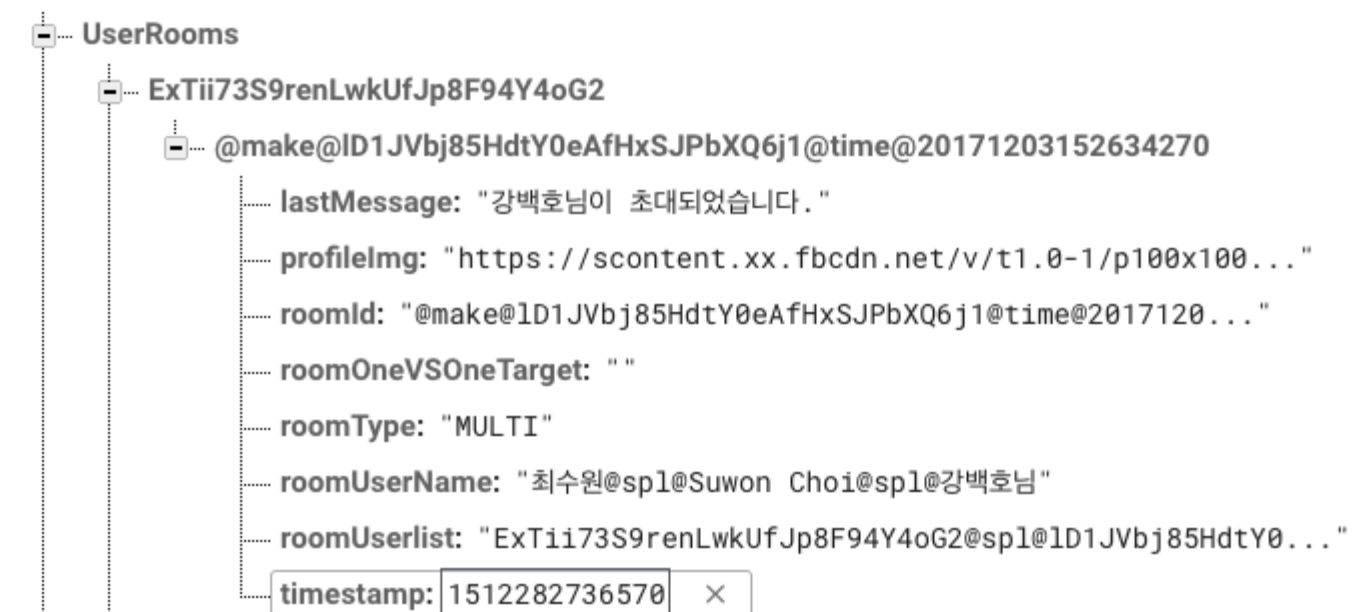 UserRooms
ExTii73S9renLwkUfJp8F94Y4oG2
@make@lD1JVbj85HdtY0eAfHxSJPbXQ6j1@time@20171203152634270
lastMessage: "강백호님이 초대되었습니다."
profileImg: "https://scontent.xx.fbcdn.net/v/t1.0-1/p100x100..."
roomId: "@make@lD1JVbj85HdtY0eAfHxSJPbXQ6j1@time@2017120..."
roomOneVSOneTarget: ""
roomType: "MULTI"
roomUserName: "최수원@spl@Suwon Choi@spl@강백호님"
roomUserlist: "ExTii73S9renLwkUfJp8F94Y4oG2@spl@lD1JVbj85HdtY0..."
timestamp: 1512282736570